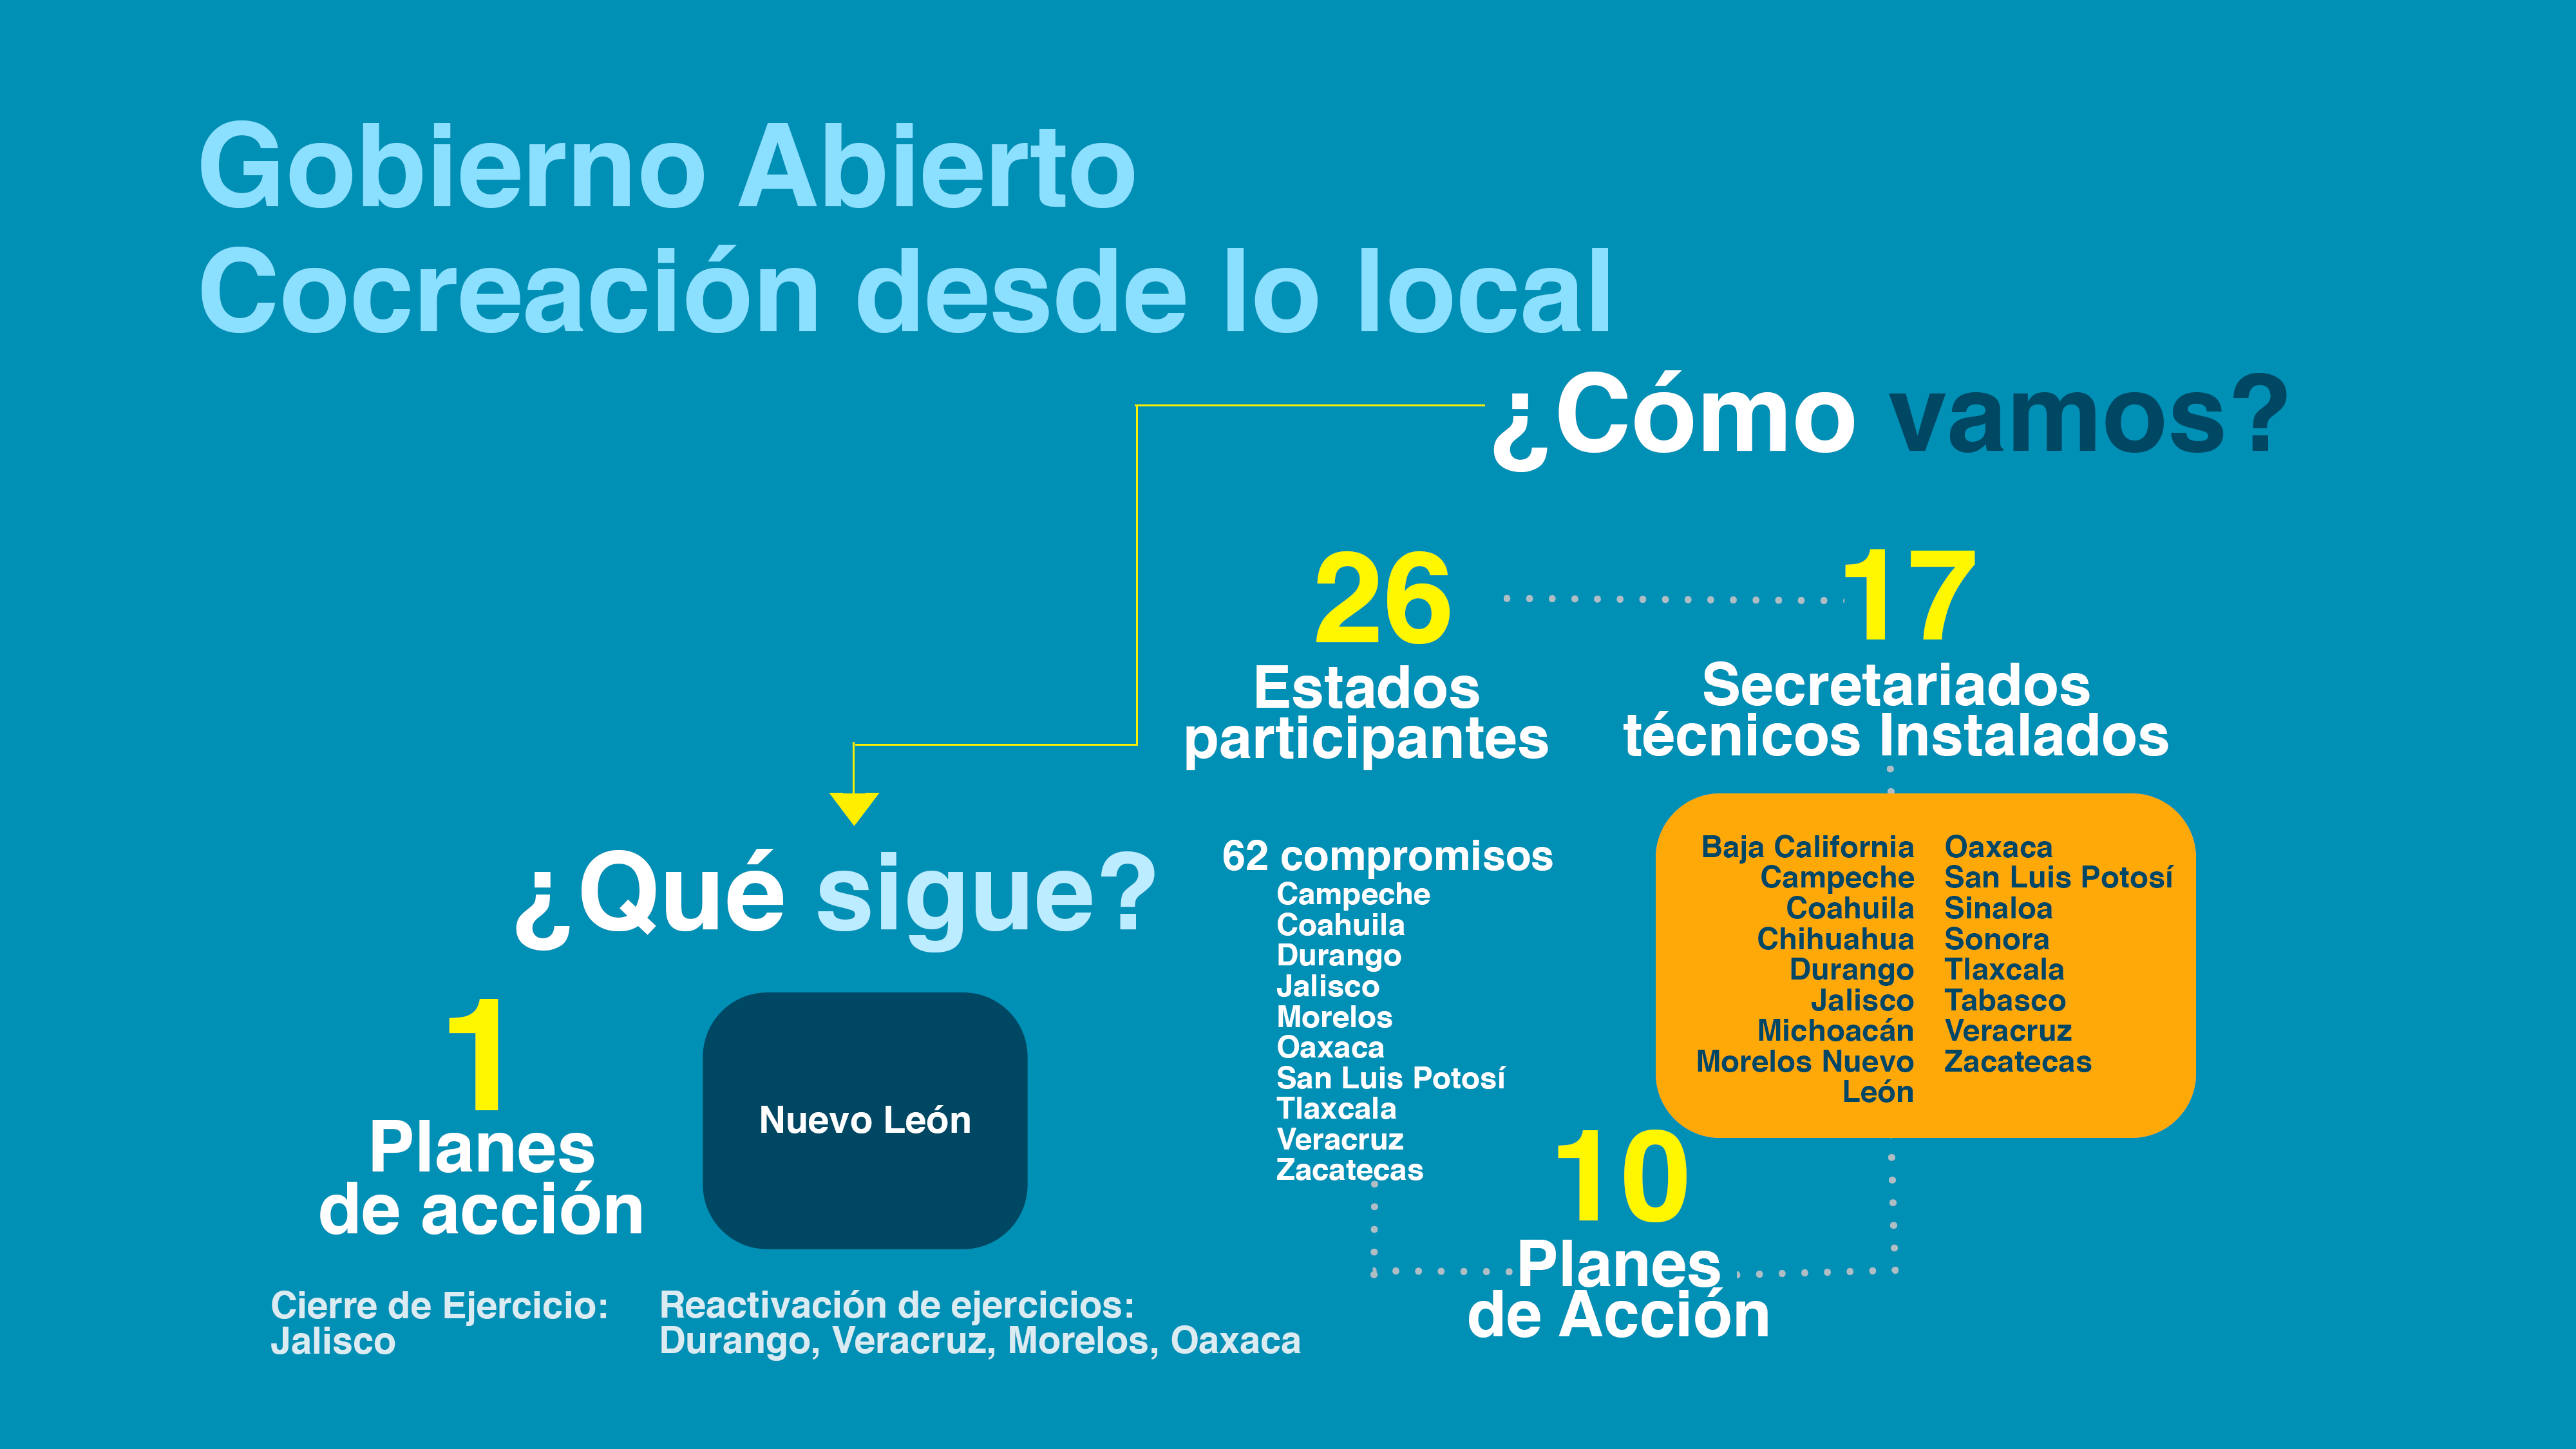 Gobierno Abierto
Cocreación desde lo local
¿Cómo vamos?
26
Estados
participantes
17
Secretariados
técnicos Instalados
62 compromisos
Campeche
Coahuila
Durango
Jalisco
Morelos
Oaxaca
San Luis Potosí
Tlaxcala
Veracruz
Zacatecas
Baja California
Campeche
Coahuila
Chihuahua
Durango
Jalisco
Michoacán
Morelos Nuevo
León
Oaxaca
San Luis Potosí
Sinaloa
Sonora
Tlaxcala
Tabasco
Veracruz
Zacatecas
10
Planes
de Acción
¿Qué sigue?
1
Planes
de acción
Nuevo León
Cierre de Ejercicio:
Jalisco
Reactivación de ejercicios:
Durango, Veracruz, Morelos, Oaxaca